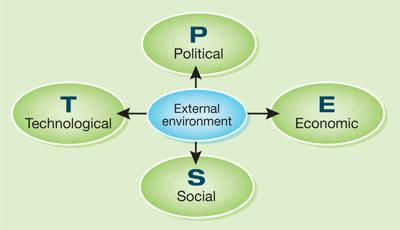 P
Political
T
Technological
External
environment
E
Economic
S
Social